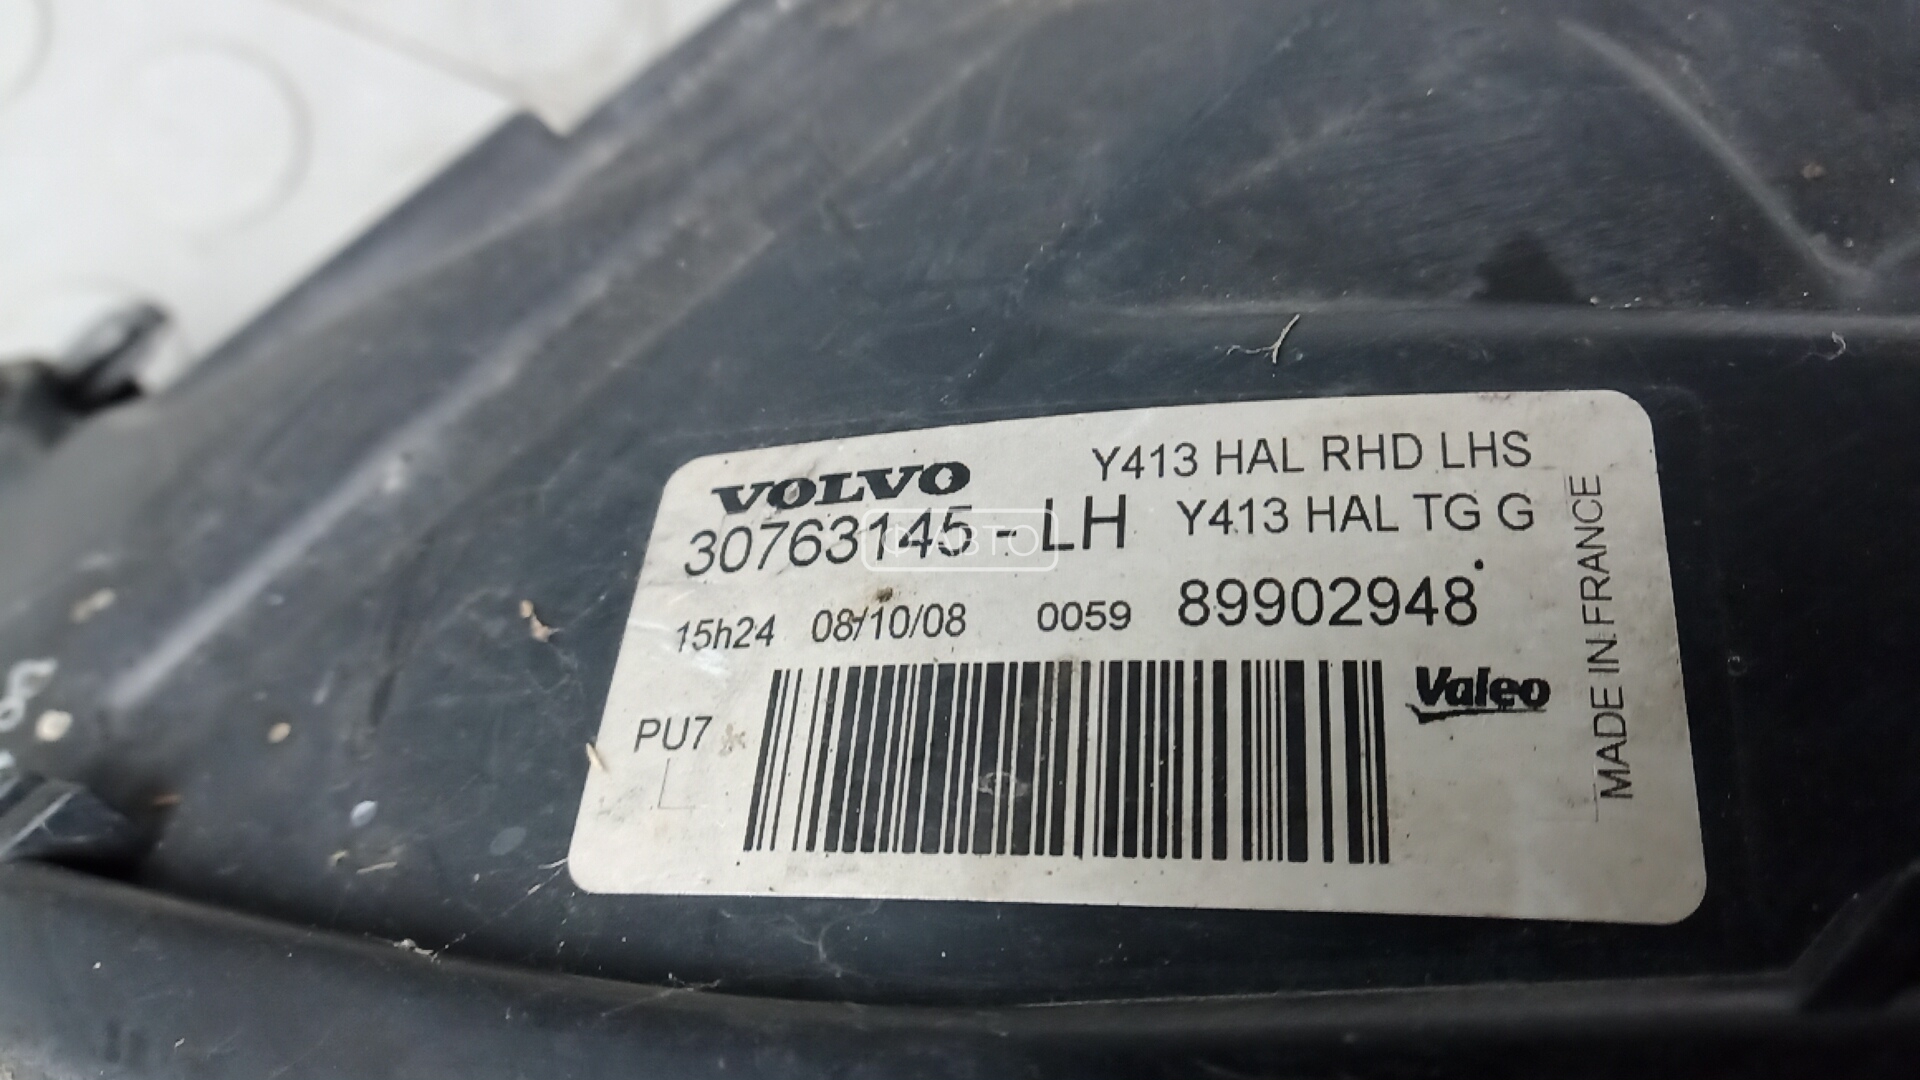 VOLVO
Y413 HAL RHD LHS
30763145-LH
Y413 HAL TG G
15h24 08/10/08 0059 89902948
PU7
Valeo
MADE IN FRANCE
АВТО